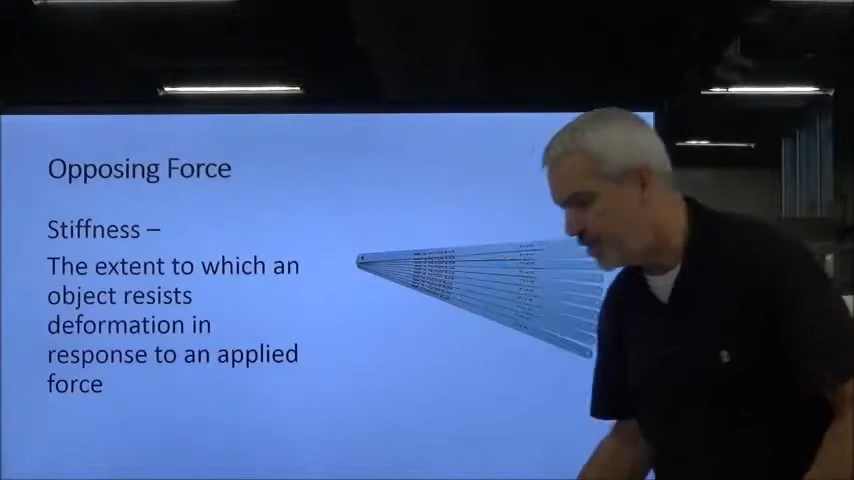 Opposing Force
Stiffness –
The extent to which an
object resists
deformation in
response to an applied
force